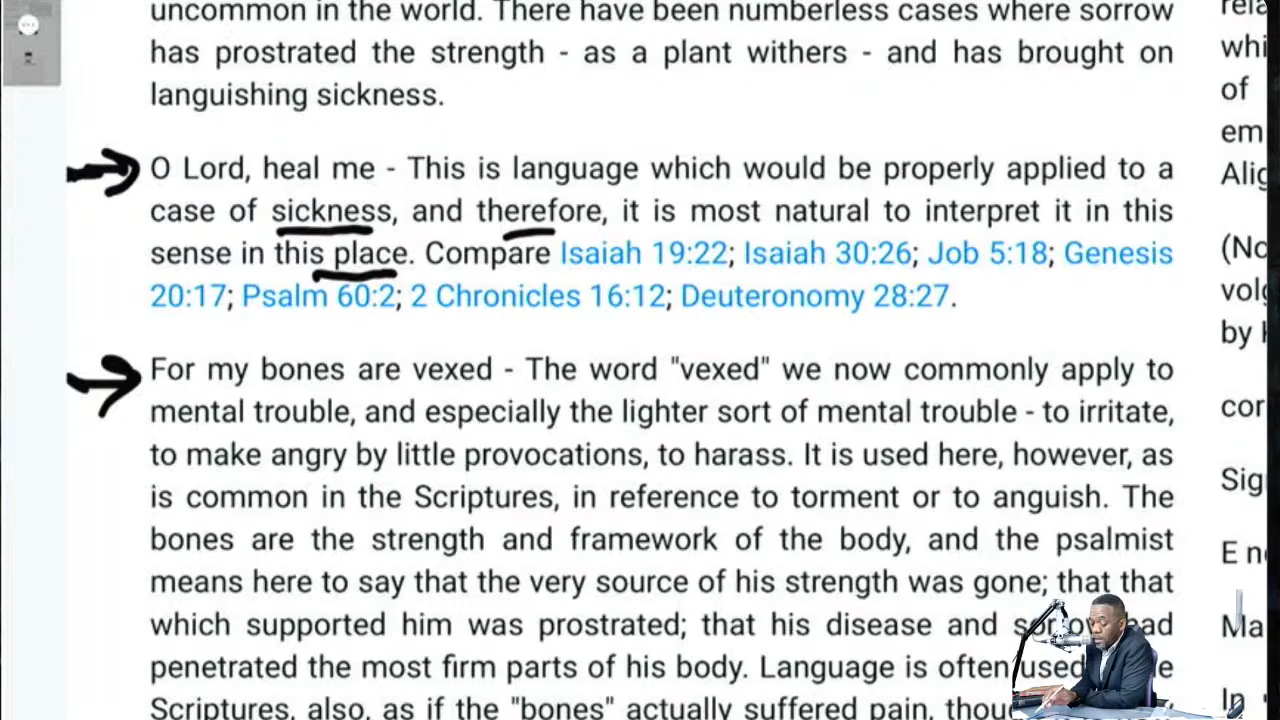 uncommon in the world. There have been numberless cases where sorrow
has prostrated the strength - as a plant withers - and has brought on
languishing sickness.
O Lord, heal me - This is language which would be properly applied to a
case of sickness, and therefore, it is most natural to interpret it in this
sense in this place. Compare Isaiah 19:22; Isaiah 30:26; Job 5:18; Genesis
20:17; Psalm 60:2; 2 Chronicles 16:12; Deuteronomy 28:27.
For my bones are vexed - The word "vexed" we now commonly apply to
mental trouble, and especially the lighter sort of mental trouble - to irritate,
to make angry by little provocations, to harass. It is used here, however, as
is common in the Scriptures, in reference to torment or to anguish. The
bones are the strength and framework of the body, and the psalmist
means here to say that the very source of his strength was gone; that that
which supported him was prostrated; that his disease and
penetrated the most firm parts of his body. Language is often used
Scriptures, also, as if the "bones" actually suffered pain,
rela
whi
of
em
Alig
(No
volg
by
cor
Sig
E n
Ma
In